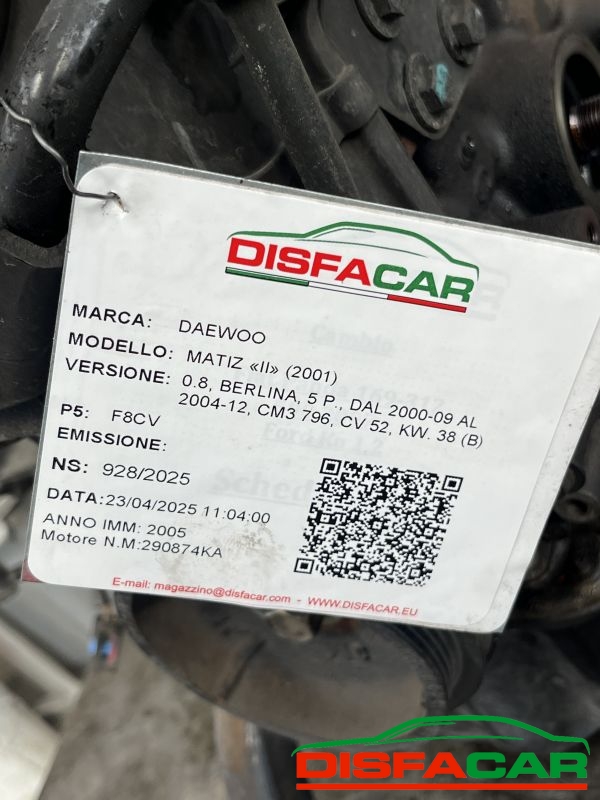 DISFACAR
MARCA: DAEWOO
MODELLO: MATIZ «II» (2001)
VERSIONE: 0.8, BERLINA, 5 P., DAL 2000-09 AL
2004-12, CM3 796, CV 52, KW. 38 (B)
P5: F8CV
EMISSIONE:
NS: 928/2025
DATA:23/04/2025 11:04:00
ANNO IMM: 2005
Motore N.M:290874KA
E-mail: magazzino@disfacar.com - WWW.DISFACAR.EU
DISFACAR